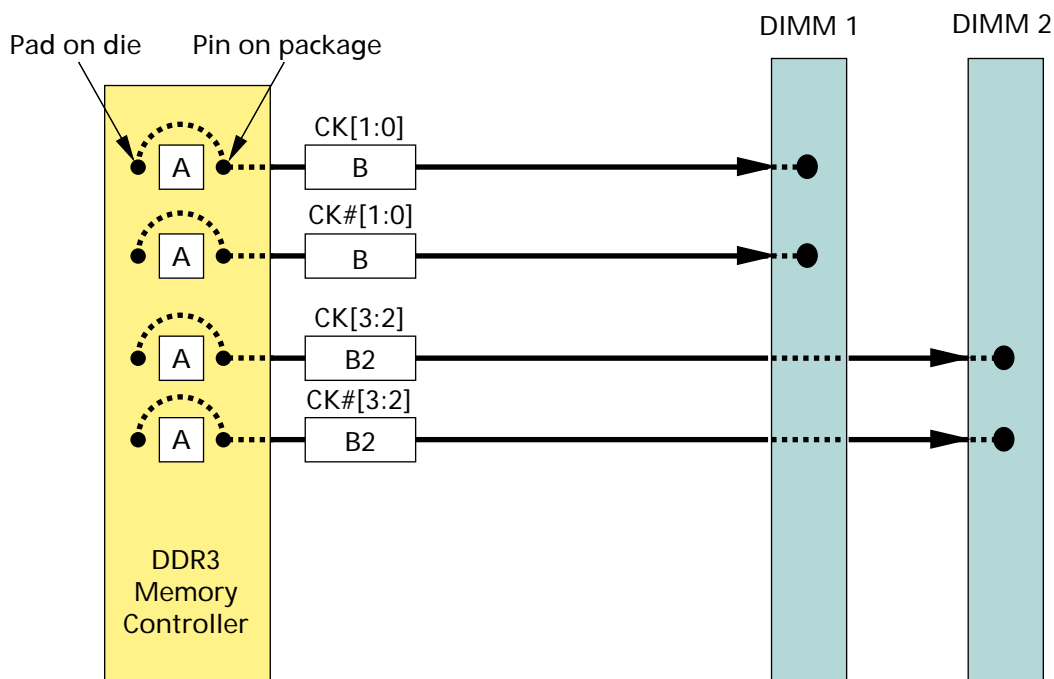 DIMM 1
DIMM 2
Pad on die
Pin on package
CK[1:0]
A
B
CK#[1:0]
A
B
CK[3:2]
A
B2
CK#[3:2]
A
B2
DDR3
Memory
Controller